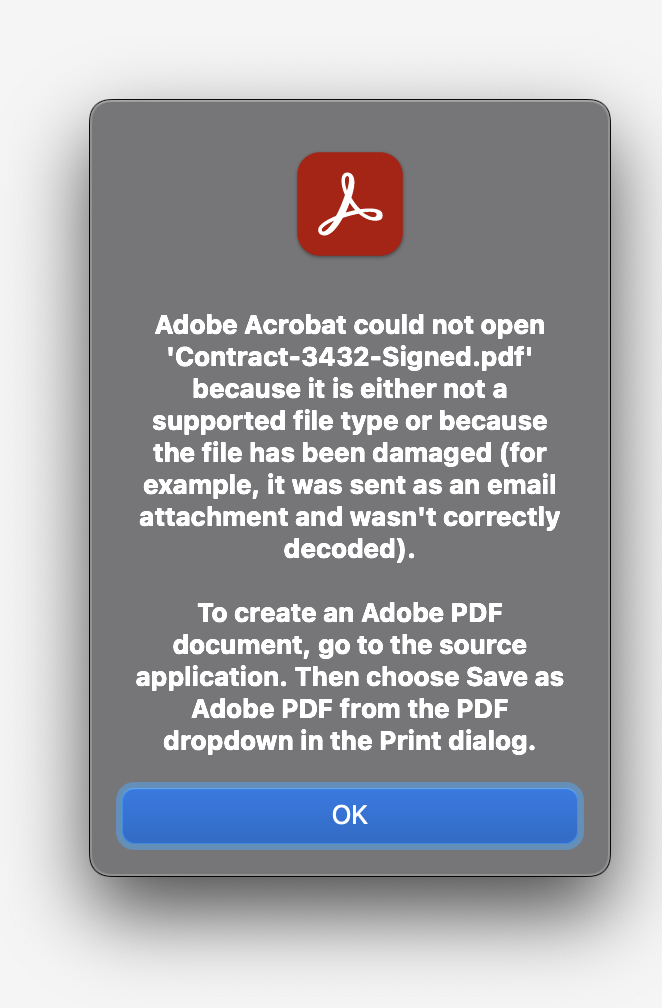 Adobe Acrobat could not open
'Contract-3432-Signed.pdf'
because it is either not a
supported file type or because
the file has been damaged (for
example, it was sent as an email
attachment and wasn't correctly
decoded).
To create an Adobe PDF
document, go to the source
application. Then choose Save as
Adobe PDF from the PDF
dropdown in the Print dialog.
OK